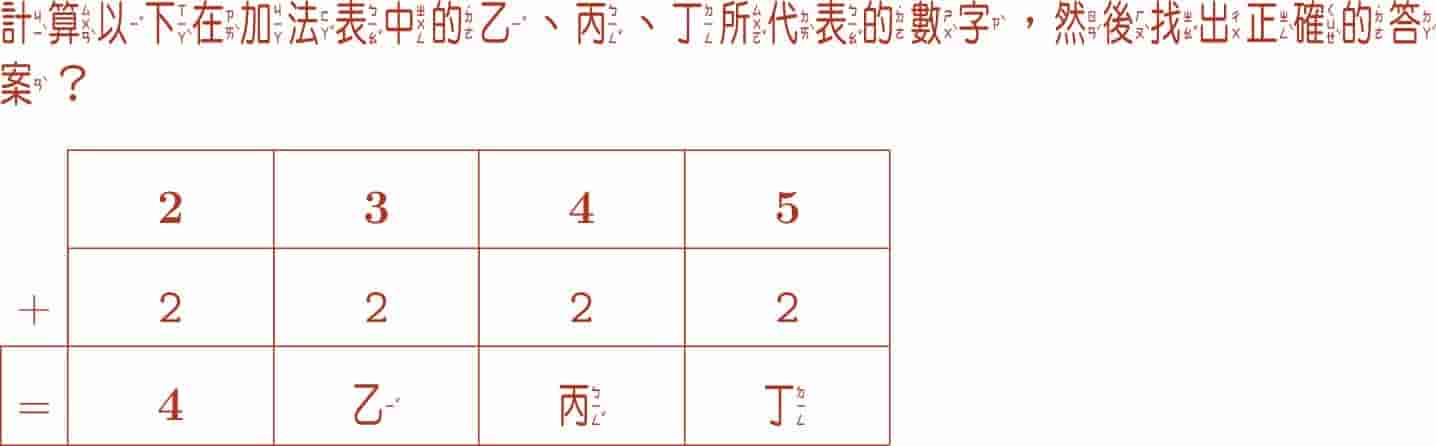 計算以下在加法表中的乙、丙、丁所代表的數字，然後找出正確的答
案？
2 3 4 5
+ 2 2 2 2
= 4 乙 丙 丁